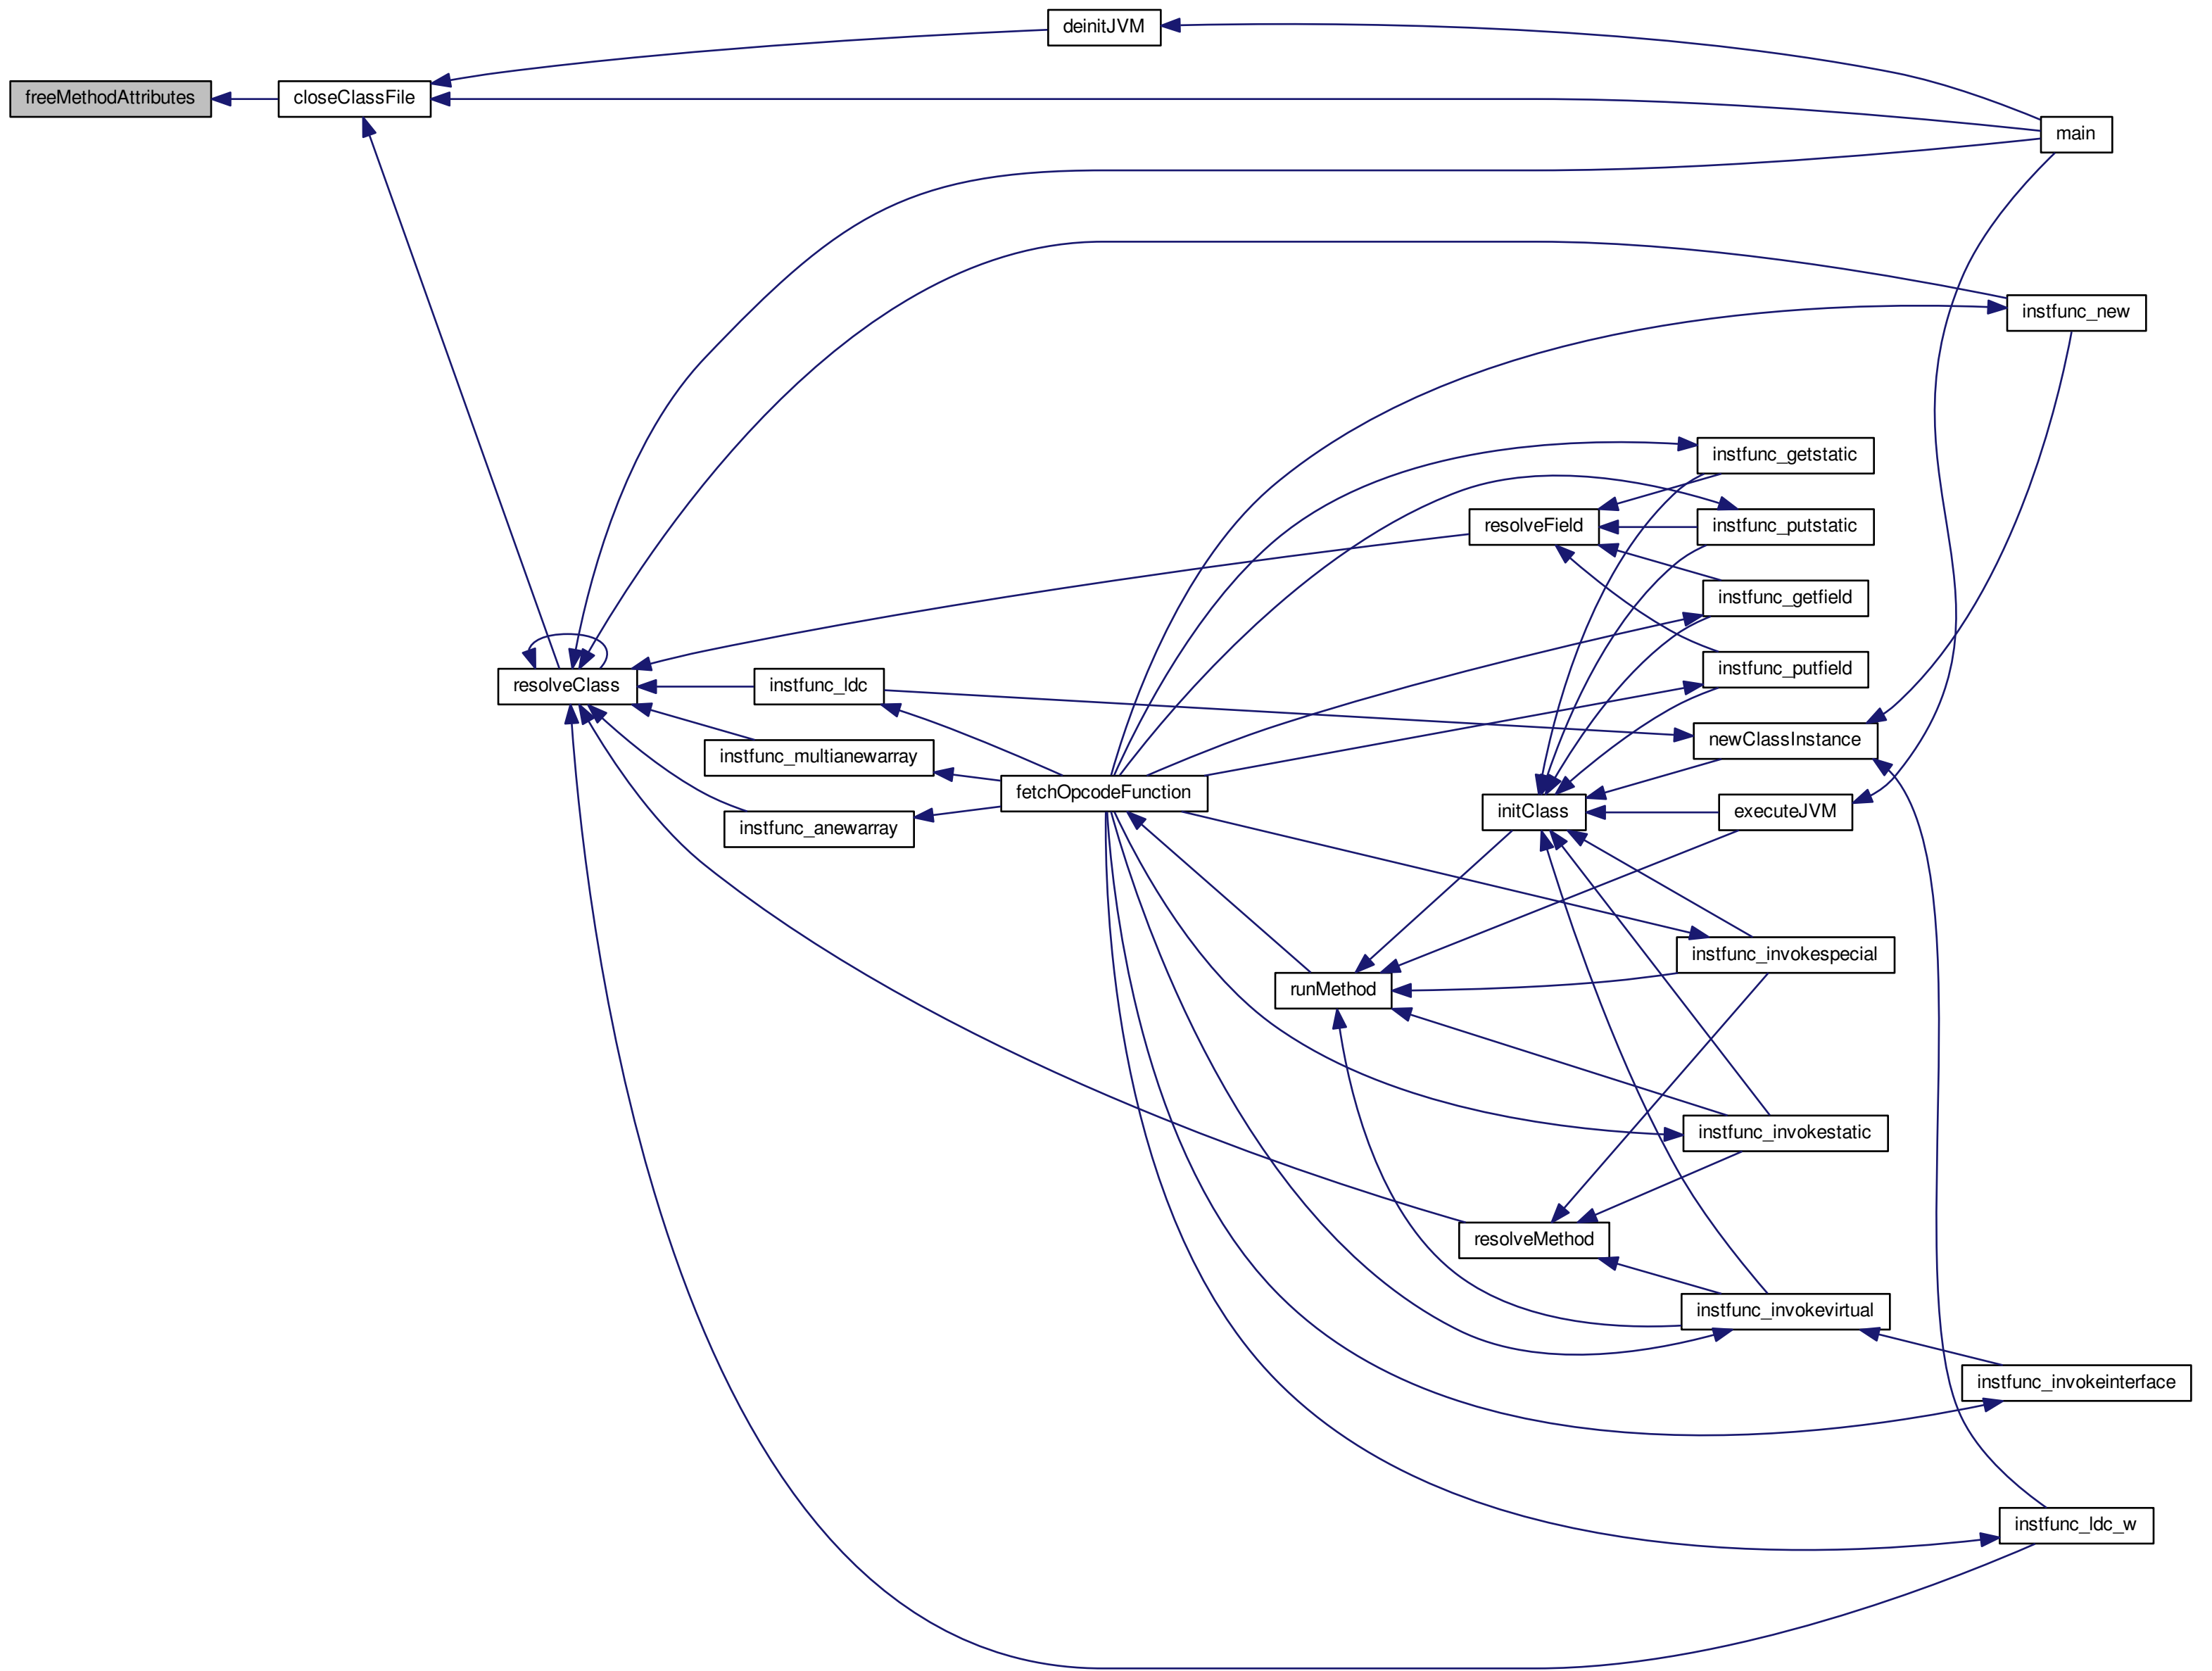 deinitJVM
freeMethodAttributes
closeClassFile
main
instfunc_new
instfunc_getstatic
resolveField
instfunc_putstatic
instfunc_getfield
instfunc_putfield
resolveClass
instfunc_ldc
newClassInstance
instfunc_multianewarray
fetchOpcodeFunction
initClass
executeJVM
instfunc_anewarray
instfunc_invokespecial
runMethod
instfunc_invokestatic
resolveMethod
instfunc_invokevirtual
instfunc_invokeinterface
instfunc_ldc_w